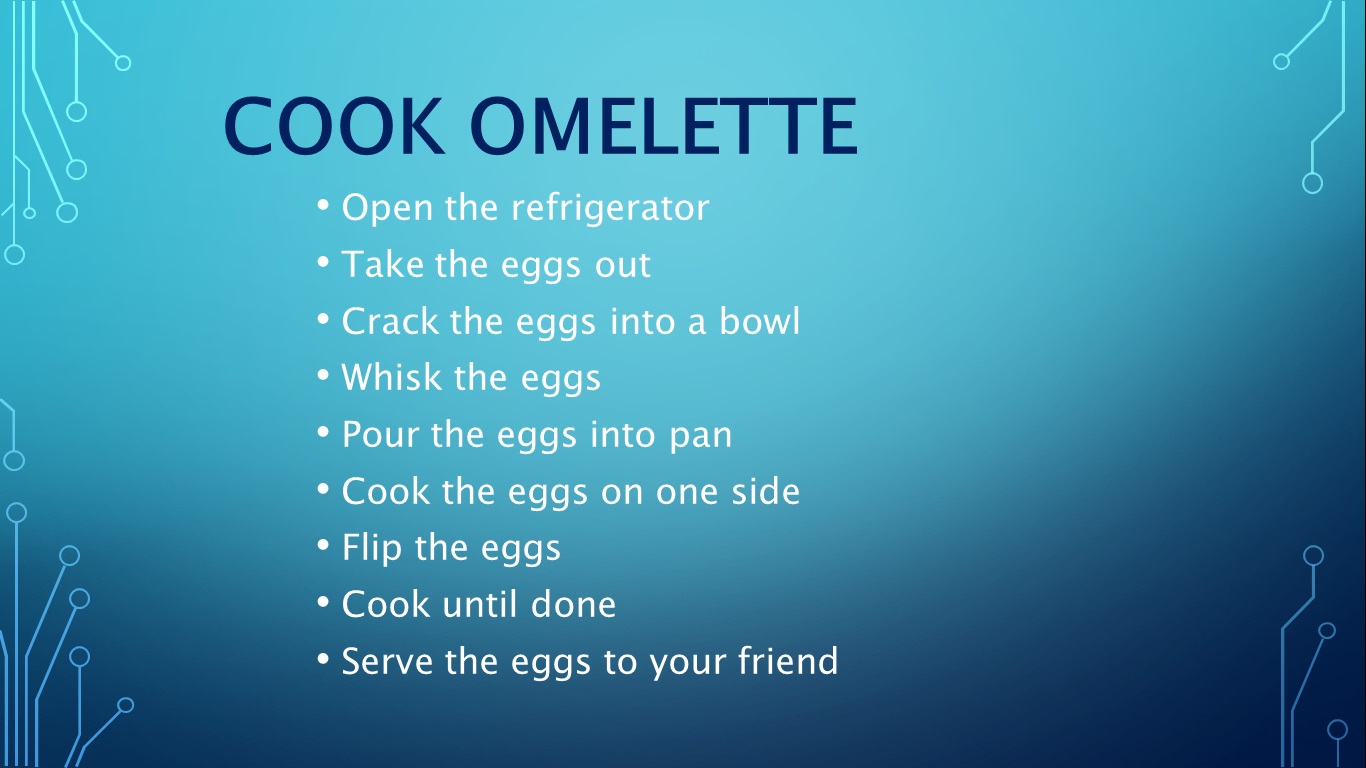 COOK OMELETTE
• Open the refrigerator
• Take the eggs out
• Crack the eggs into a bowl
• Whisk the eggs
• Pour the eggs into pan
• Cook the eggs on one side
• Flip the eggs
• Cook until done
• Serve the eggs to your friend